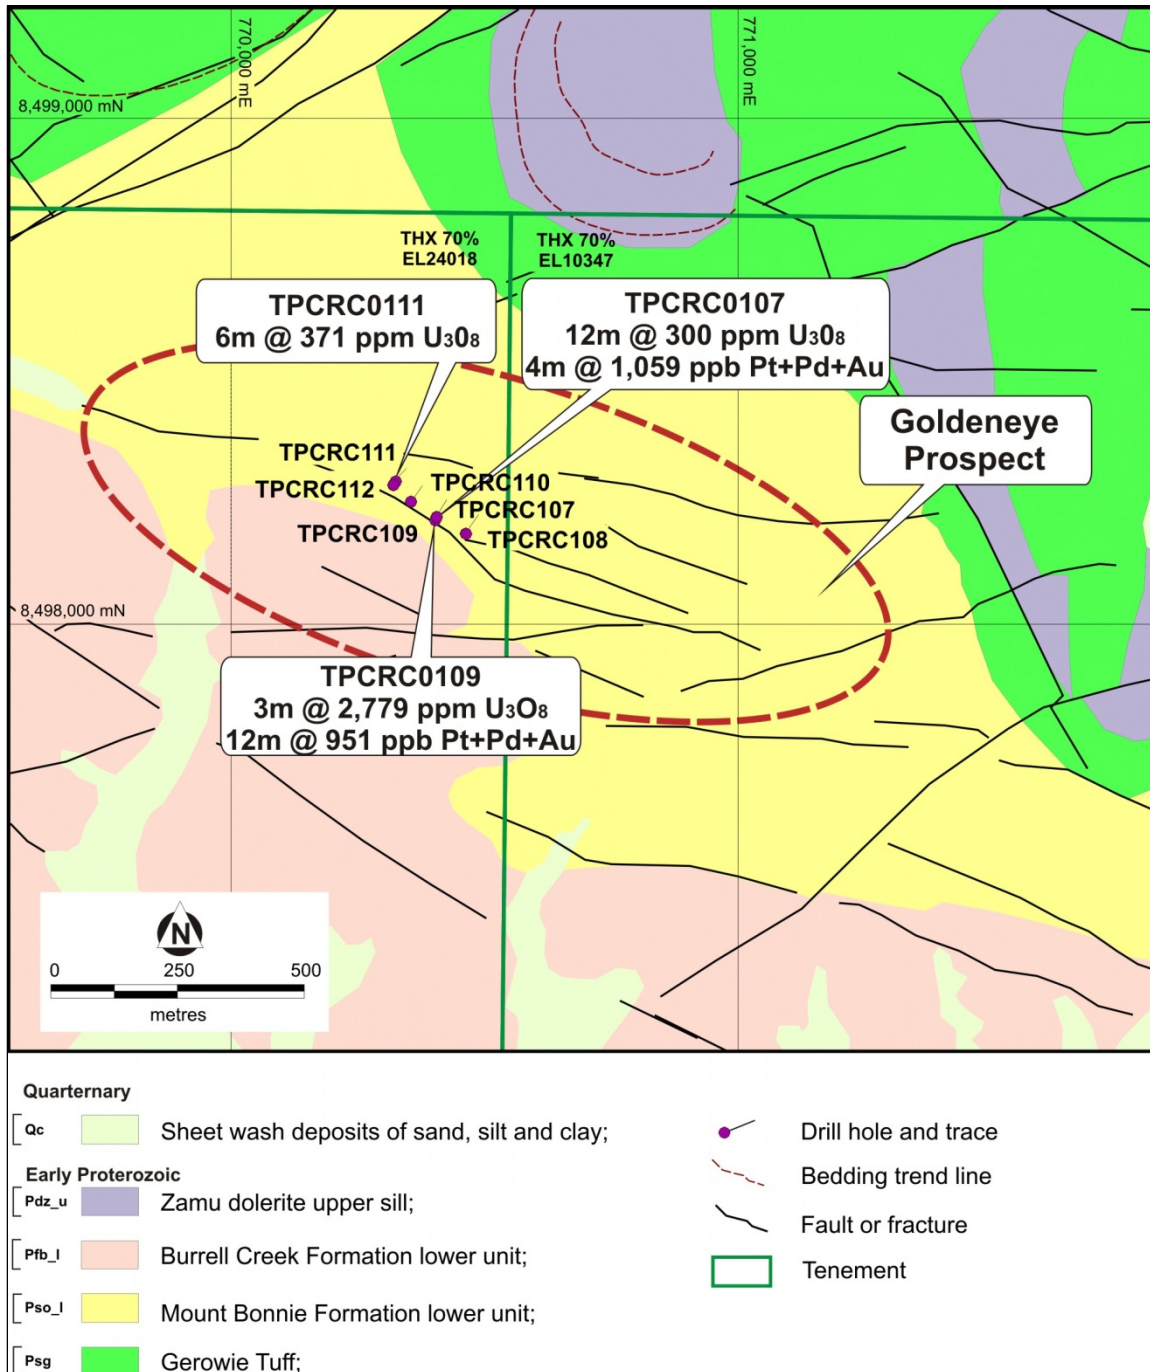 770,000 mE
771,000 mE
8,499,000 mN
THX 70%
EL24018
THX 70%
EL10347
TPCRC0111
6m @ 371 ppm U₃0₈
TPCRC0107
12m @ 300 ppm U₃0₈
4m @ 1,059 ppb Pt+Pd+Au
Goldeneye
Prospect
TPCRC111
TPCRC112
TPCRC110
TPCRC107
TPCRC109
TPCRC108
8,498,000 mN
TPCRC0109
3m @ 2,779 ppm U₃O₈
12m @ 951 ppb Pt+Pd+Au
N
0 250 500
metres
Quarternary
Qc Sheet wash deposits of sand, silt and clay;
Early Proterozoic
Pdz_u Zamu dolerite upper sill;
Pfb_l Burrell Creek Formation lower unit;
Pso_l Mount Bonnie Formation lower unit;
Psg Gerowie Tuff;
Drill hole and trace
Bedding trend line
Fault or fracture
Tenement